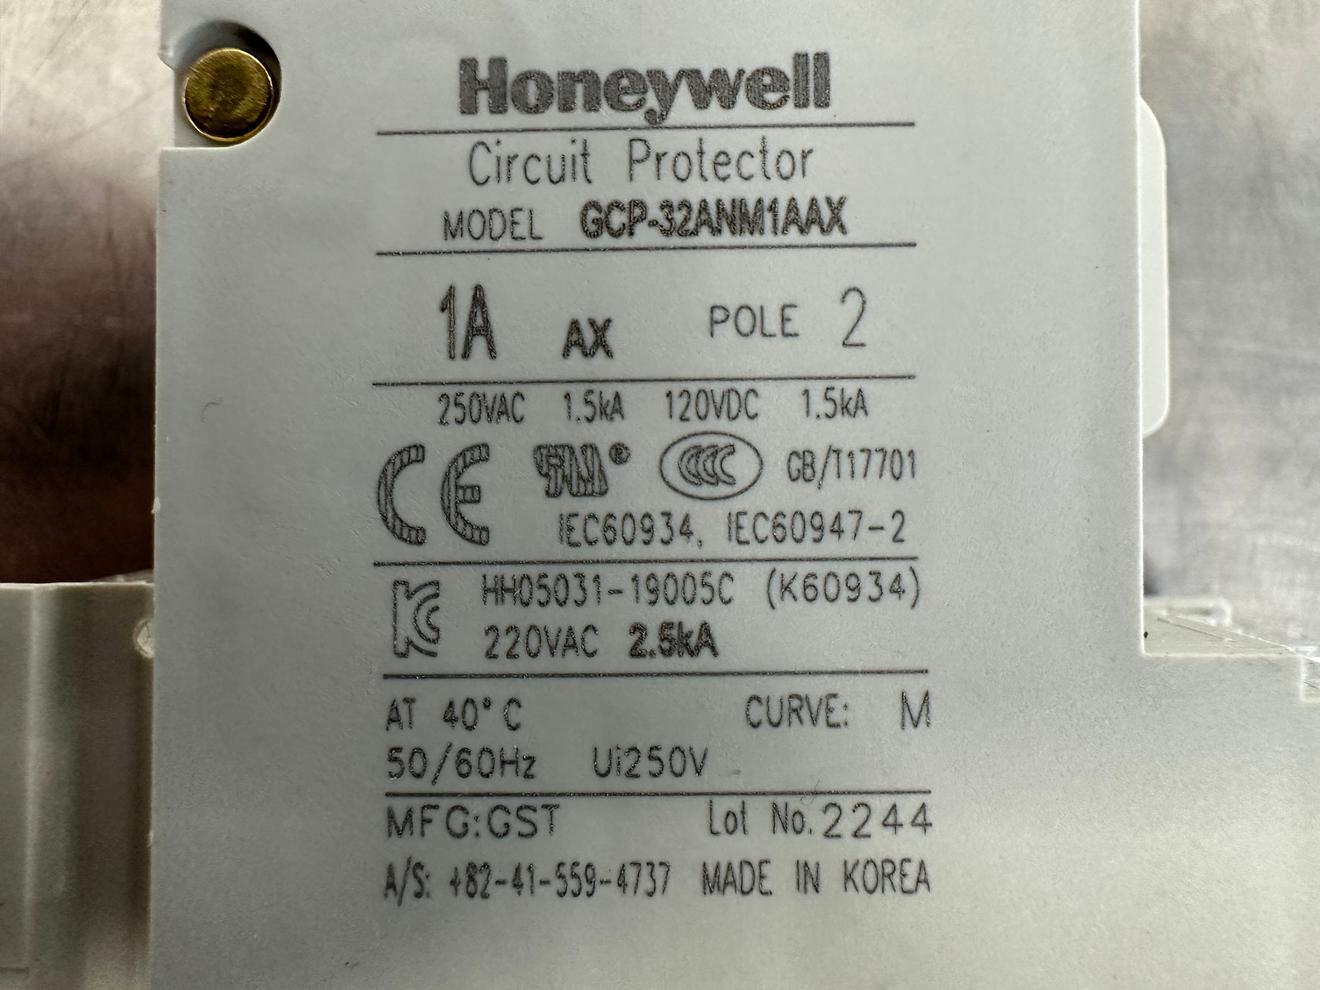 Honeywell
Circuit Protector
MODEL GCP-32ANM1AAX
1A AX POLE 2
250VAC 1.5kA 120VDC 1.5kA
CE RU® CCC GB/T17701
IEC60934, IEC60947-2
KC HH05031-19005C (K60934)
220VAC 2.5kA
AT 40°C CURVE: M
50/60Hz Ui250V
MFG:GST Lot No.2244
A/S: +82-41-559-4737 MADE IN KOREA